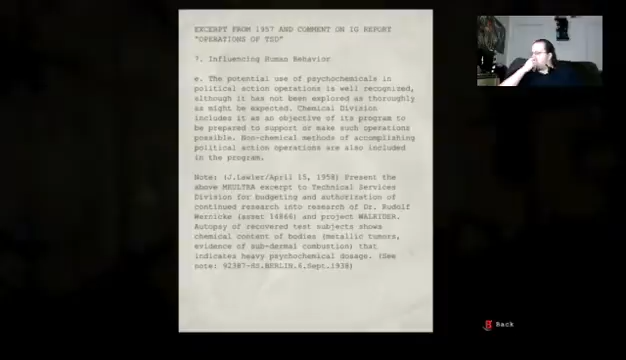 EXCERPT FROM 1957 AND COMMENT ON IG REPORT
"OPERATIONS OF TSD"
7. Influencing Human Behavior
e. The potential use of psychochemicals in
political action operations is well recognized,
although it has not been explored as thoroughly
as might be expected. Chemical Division
includes it as an objective of its program to
be prepared to support or make such operations
possible. Non-chemical methods of accomplishing
political action operations are also included
in the program.
Note: (J.Lawler/April 15, 1958) Present the
above MKULTRA excerpt to Technical Services
Division for budgeting and authorization of
continued research into research of Dr. Rudolf
Wernicke (asset 14866) and project WALRIDER.
Autopsy of recovered test subjects shows
chemical content of bodies (metallic tumors,
evidence of sub-dermal combustion) that
indicates heavy psychochemical dosage. (See
note: 92387-RS.BERLIN.6.Sept.1938)
Back